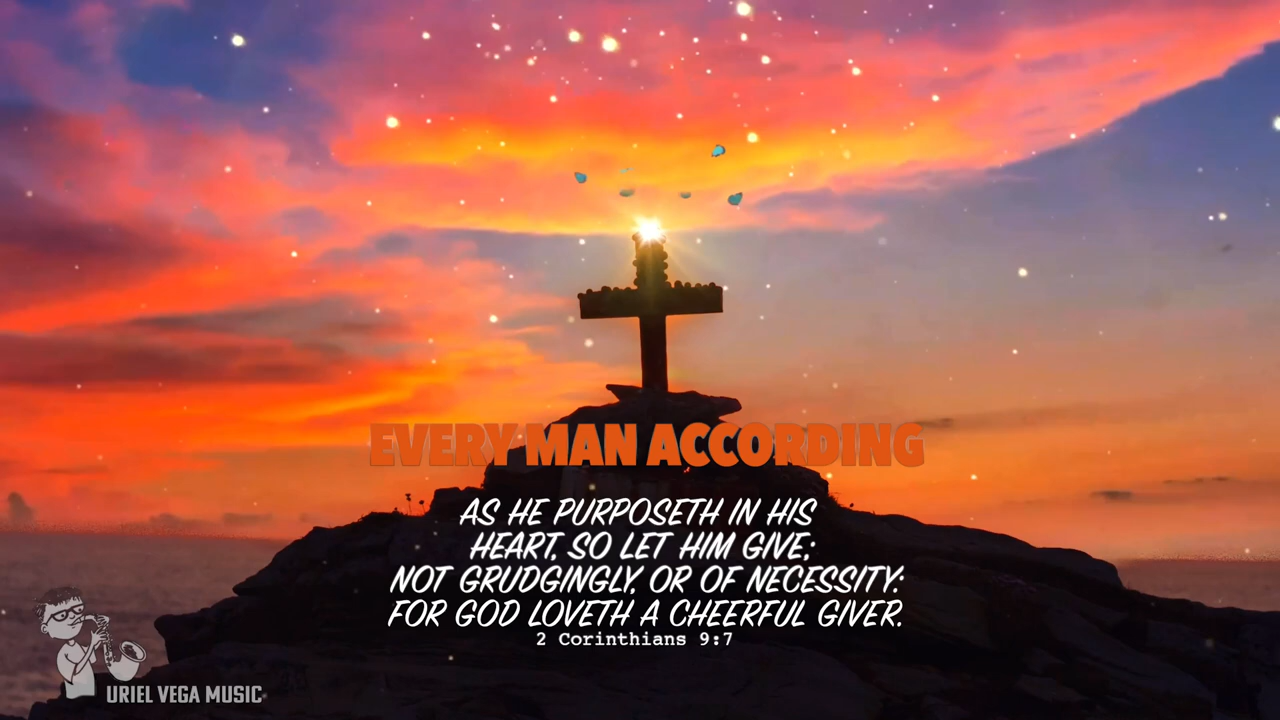 EVERY MAN ACCORDING
AS HE PURPOSETH IN HIS
HEART, SO LET HIM GIVE;
NOT GRUDGINGLY, OR OF NECESSITY:
FOR GOD LOVETH A CHEERFUL GIVER.
2 Corinthians 9:7
URIEL VEGA MUSIC